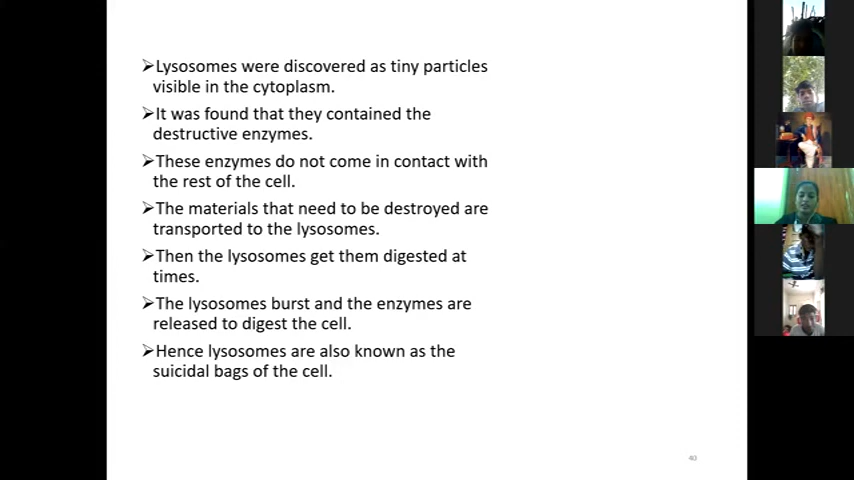 ➢Lysosomes were discovered as tiny particles
visible in the cytoplasm.
➢It was found that they contained the
destructive enzymes.
➢These enzymes do not come in contact with
the rest of the cell.
➢The materials that need to be destroyed are
transported to the lysosomes.
➢Then the lysosomes get them digested at
times.
➢The lysosomes burst and the enzymes are
released to digest the cell.
➢Hence lysosomes are also known as the
suicidal bags of the cell.
40